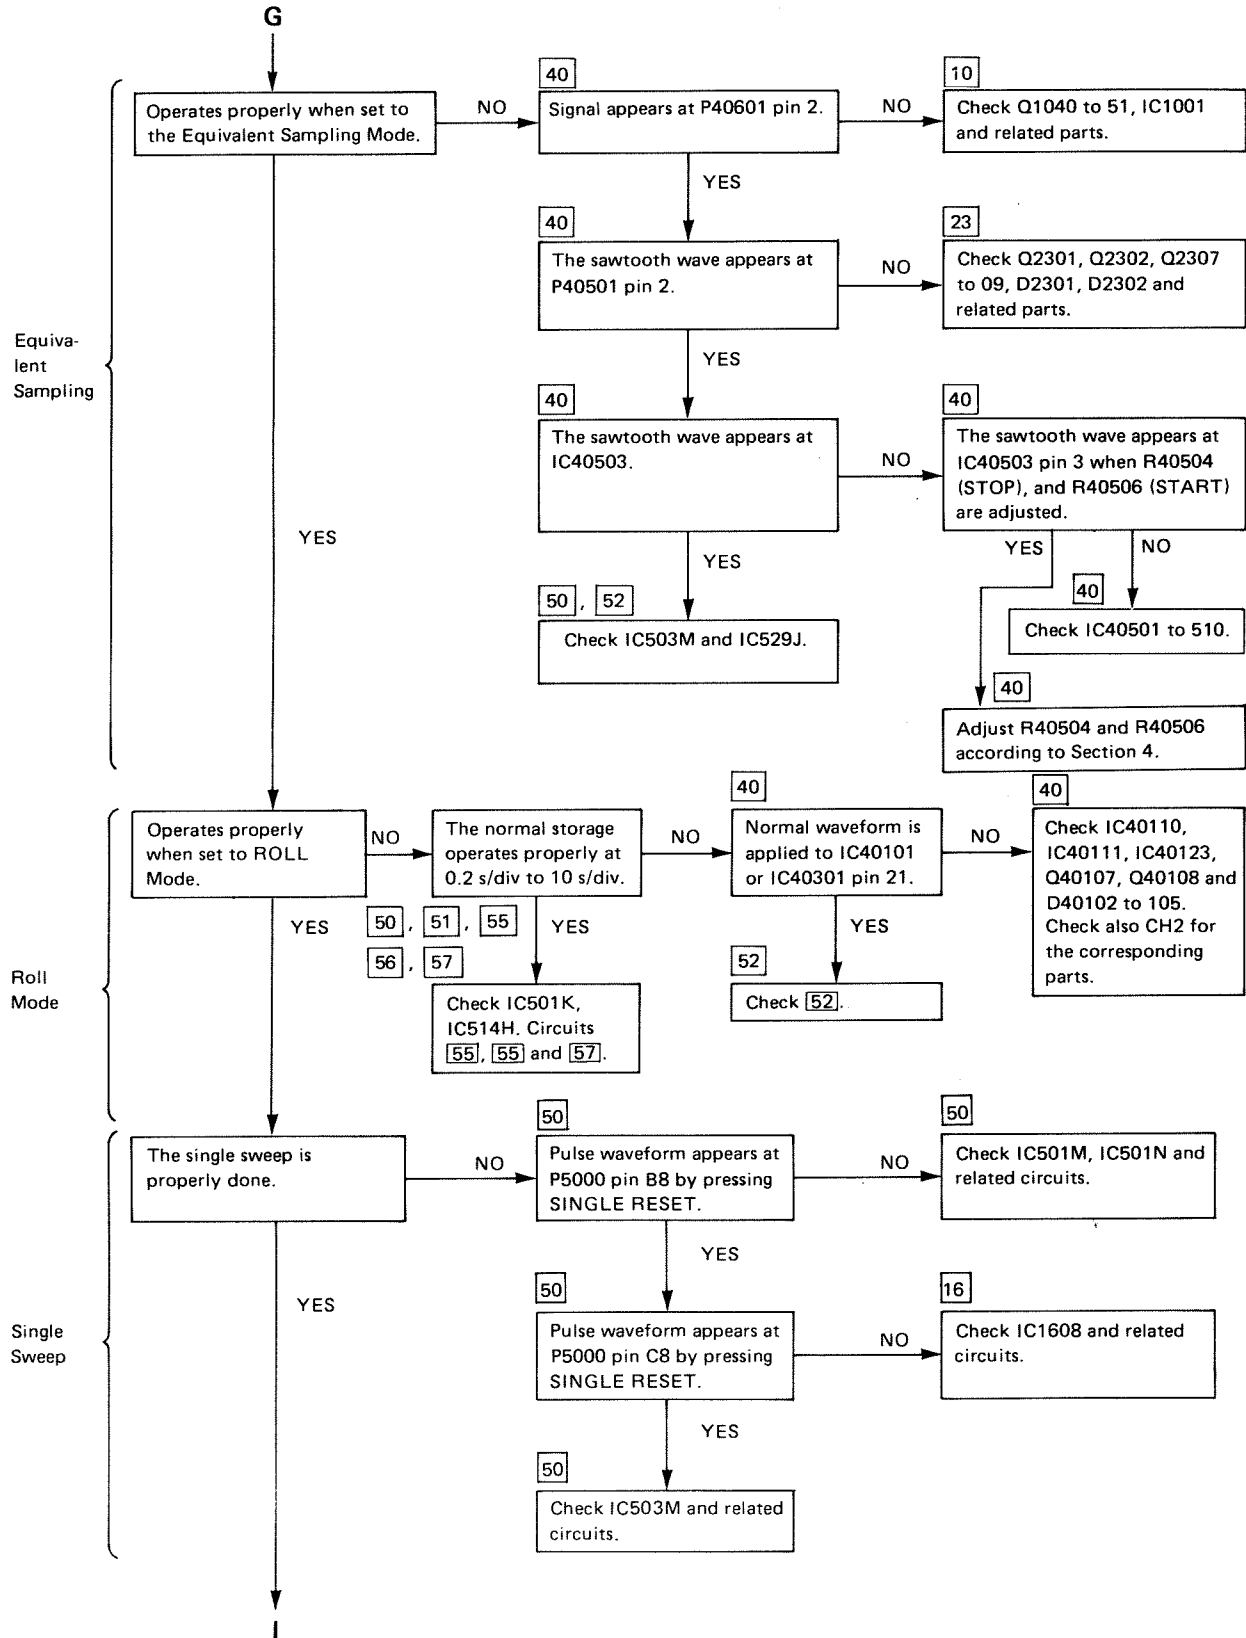 G
40
10
Operates properly when set to
the Equivalent Sampling Mode.
NO
Signal appears at P40601 pin 2.
NO
Check Q1040 to 51, IC1001
and related parts.
YES
40
23
The sawtooth wave appears at
P40501 pin 2.
NO
Check Q2301, Q2302, Q2307
to 09, D2301, D2302 and
related parts.
Equiva-
lent
Sampling
YES
40
40
The sawtooth wave appears at
IC40503.
NO
The sawtooth wave appears at
IC40503 pin 3 when R40504
(STOP), and R40506 (START)
are adjusted.
YES
YES
YES
NO
50 , 52
40
Check IC503M and IC529J.
Check IC40501 to 510.
40
Adjust R40504 and R40506
according to Section 4.
40
40
Operates properly
when set to ROLL
Mode.
NO
The normal storage
operates properly at
0.2 s/div to 10 s/div.
NO
Normal waveform is
applied to IC40101
or IC40301 pin 21.
NO
Check IC40110,
IC40111, IC40123,
Q40107, Q40108 and
D40102 to 105.
Check also CH2 for
the corresponding
parts.
YES
50 , 51 , 55
56 , 57
YES
YES
Roll
Mode
52
Check IC501K,
IC514H. Circuits
55, 55 and 57.
Check 52.
50
50
The single sweep is
properly done.
NO
Pulse waveform appears at
P5000 pin B8 by pressing
SINGLE RESET.
NO
Check IC501M, IC501N and
related circuits.
YES
YES
50
16
Single
Sweep
Pulse waveform appears at
P5000 pin C8 by pressing
SINGLE RESET.
NO
Check IC1608 and related
circuits.
YES
50
Check IC503M and related
circuits.
I